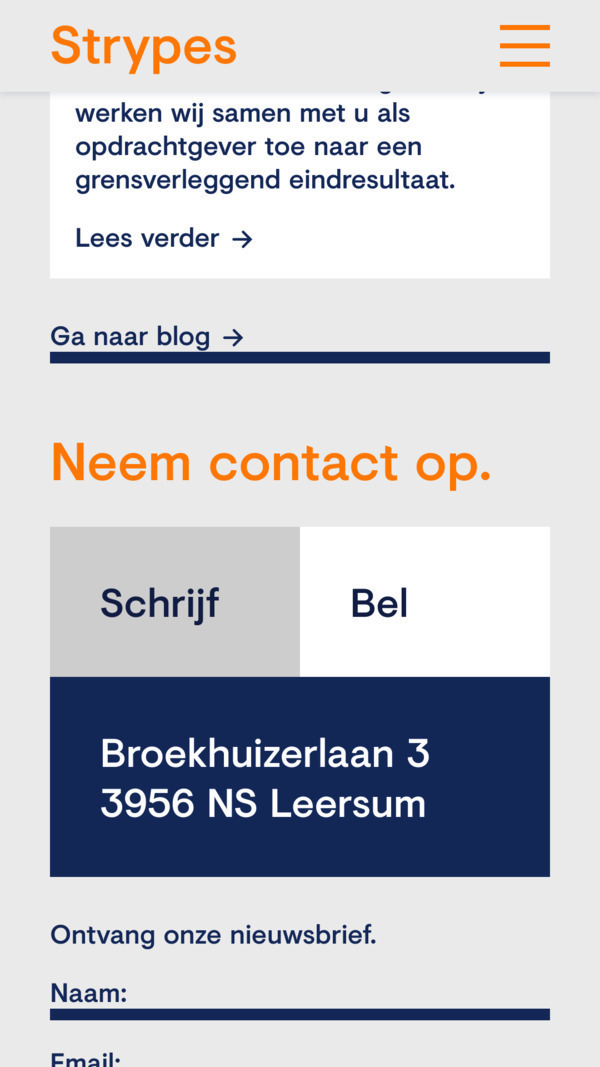 Strypes
werken wij samen met u als
opdrachtgever toe naar een
grensverleggend eindresultaat.
Lees verder →
Ga naar blog →
Neem contact op.
Schrijf
Bel
Broekhuizerlaan 3
3956 NS Leersum
Ontvang onze nieuwsbrief.
Naam:
Email: